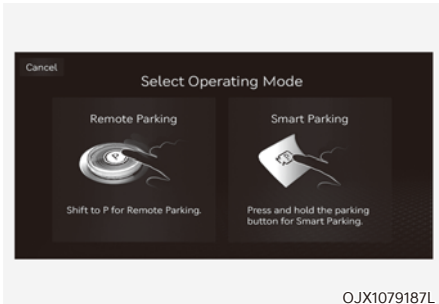 Cancel
Select Operating Mode
Remote Parking
Smart Parking
P
P
Shift to P for Remote Parking.
Press and hold the parking
button for Smart Parking.
OJX1079187L